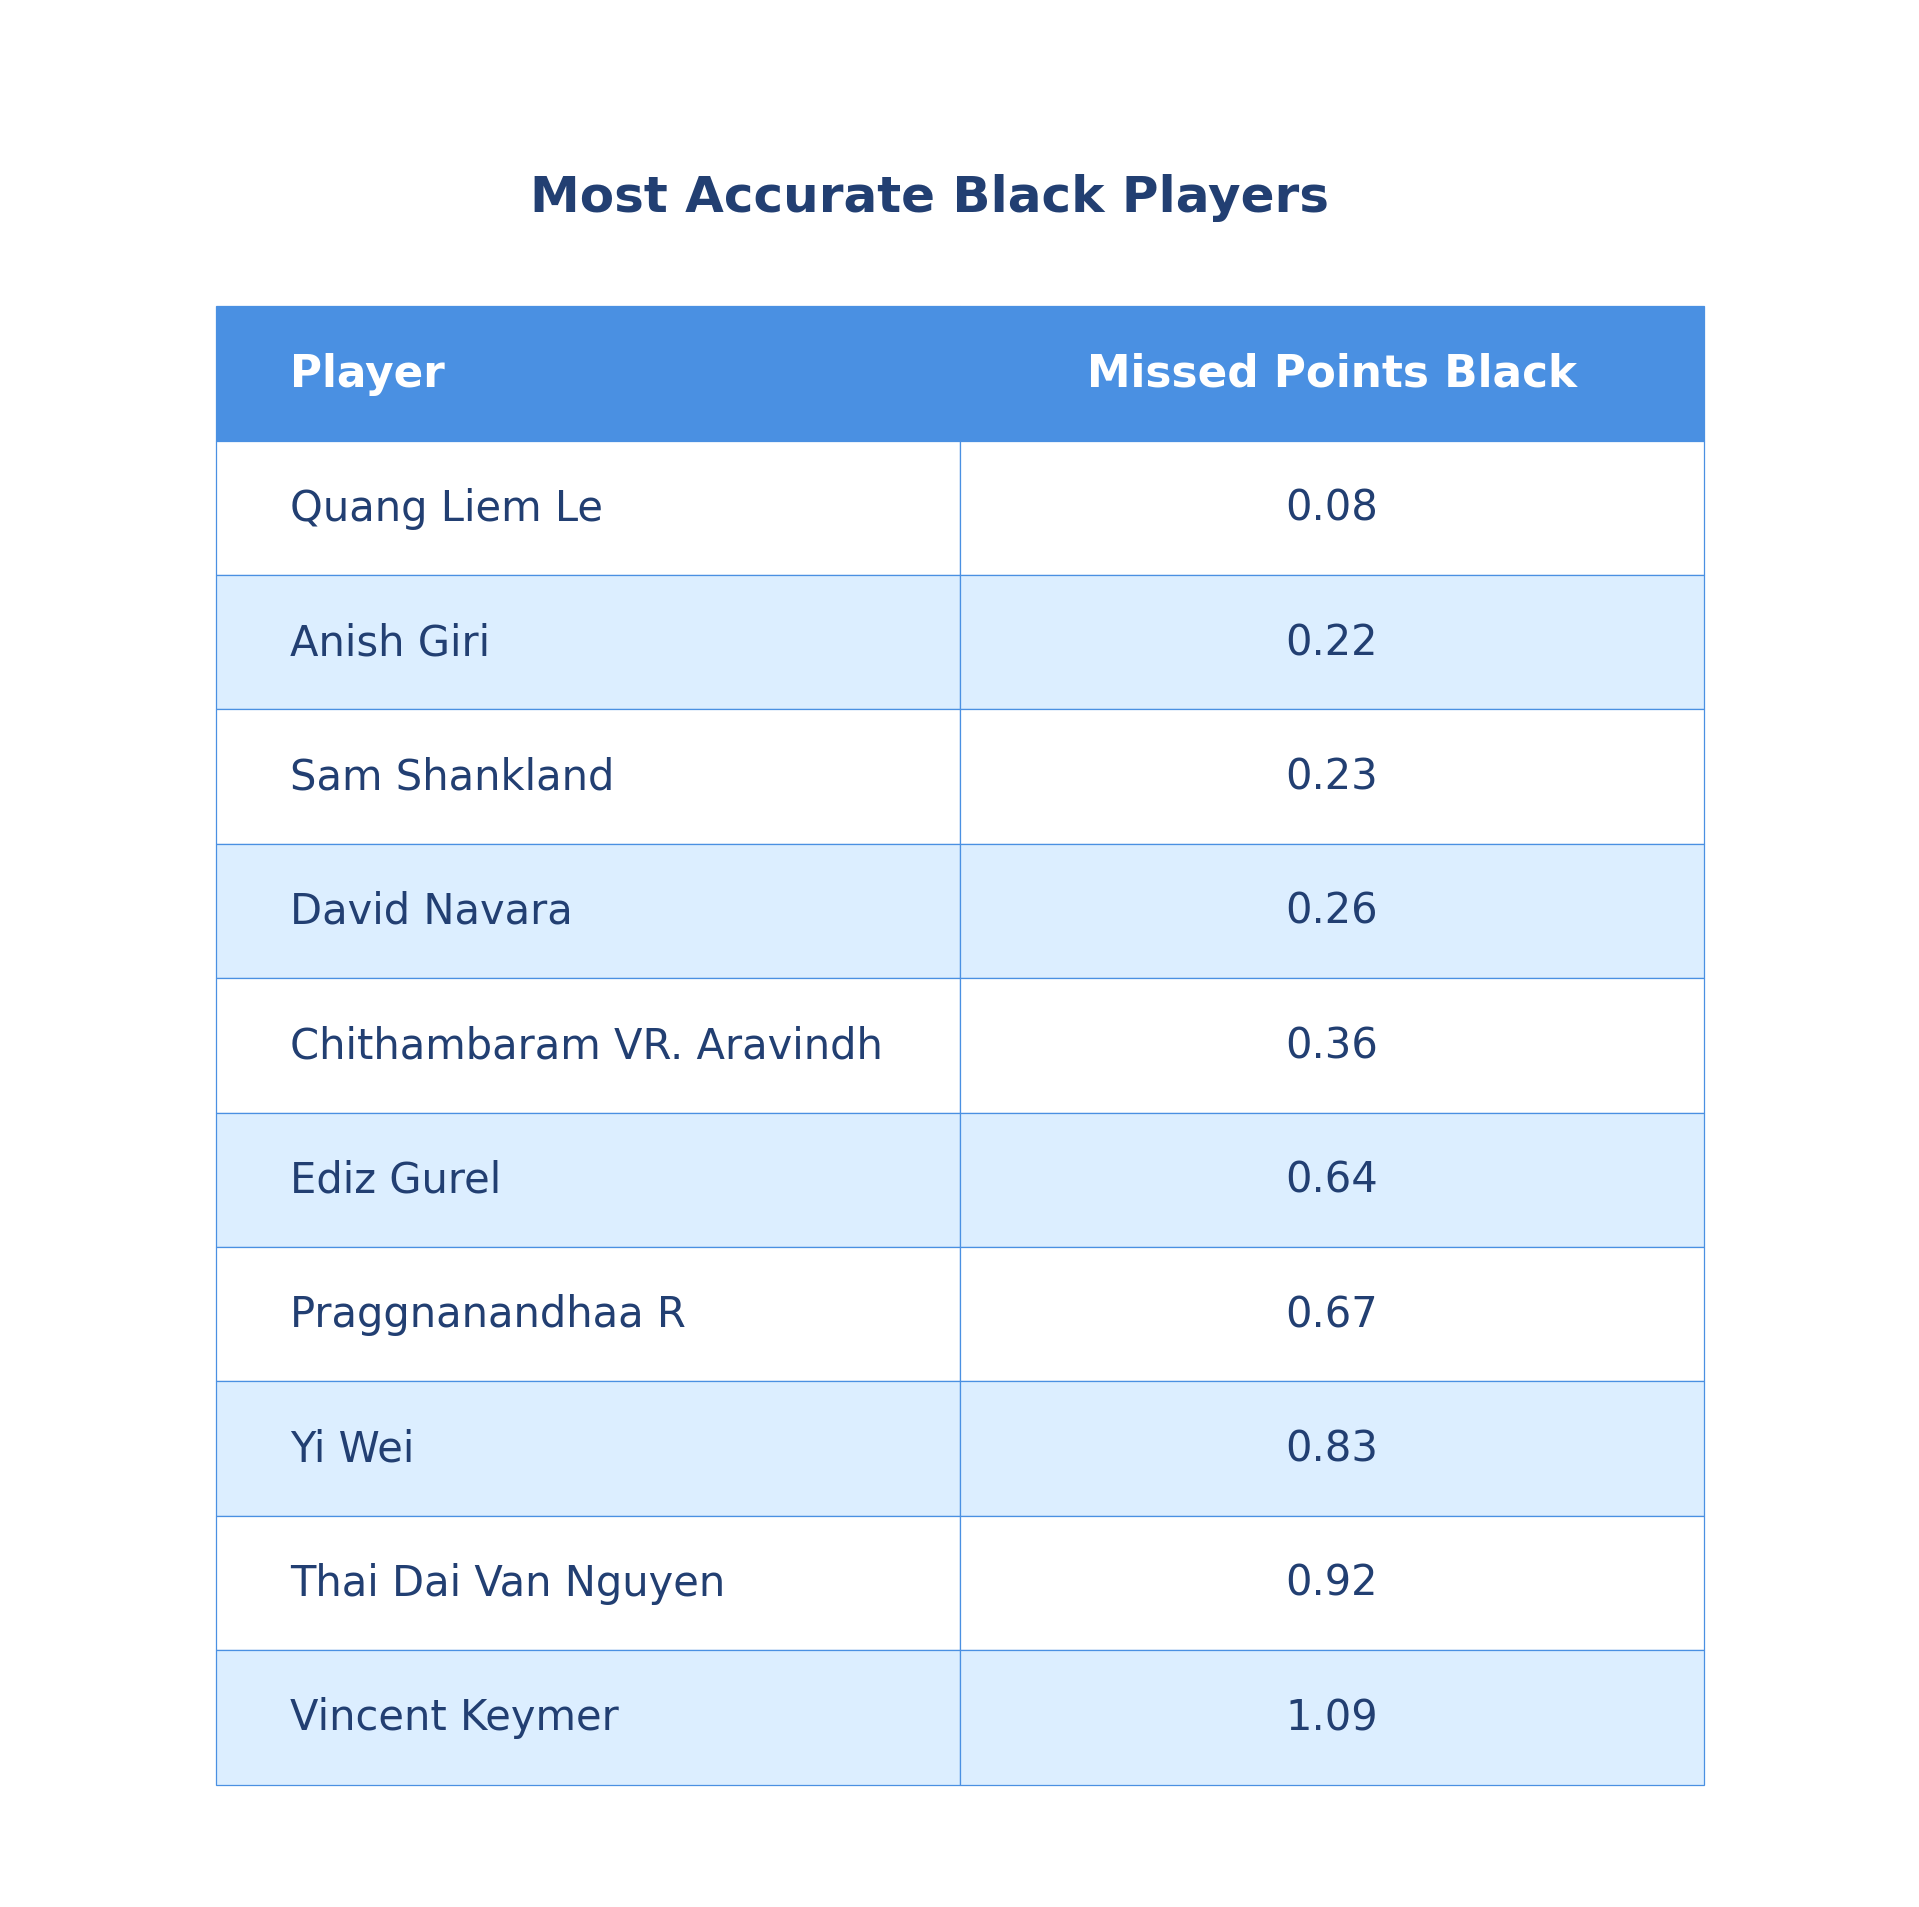 Most Accurate Black Players
Player Missed Points Black
Quang Liem Le 0.08
Anish Giri 0.22
Sam Shankland 0.23
David Navara 0.26
Chithambaram VR. Aravindh 0.36
Ediz Gurel 0.64
Praggnanandhaa R 0.67
Yi Wei 0.83
Thai Dai Van Nguyen 0.92
Vincent Keymer 1.09